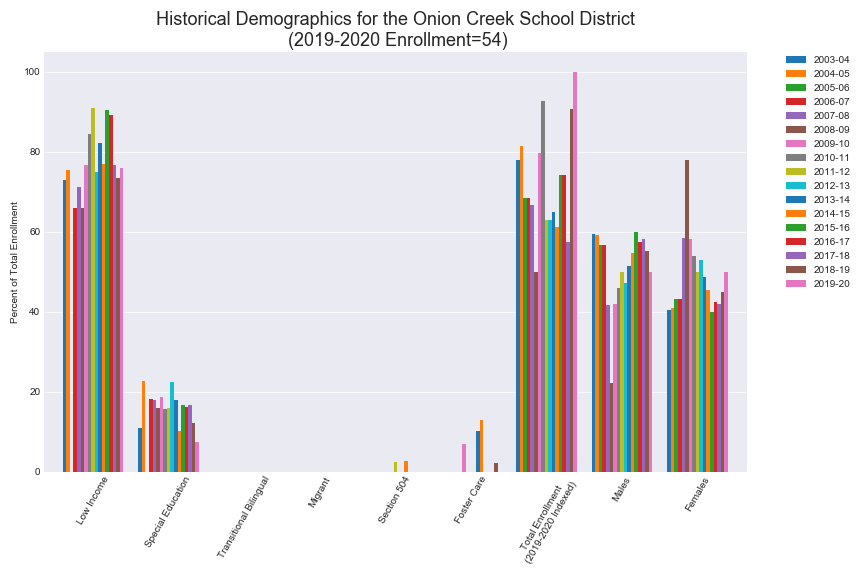 Historical Demographics for the Onion Creek School District
(2019-2020 Enrollment=54)
Percent of Total Enrollment
100
80
60
40
20
0
Low Income
Special Education
Transitional Bilingual
Migrant
Section 504
Foster Care
Total Enrollment
(2019-2020 Indexed)
Males
Females
2003-04
2004-05
2005-06
2006-07
2007-08
2008-09
2009-10
2010-11
2011-12
2012-13
2013-14
2014-15
2015-16
2016-17
2017-18
2018-19
2019-20